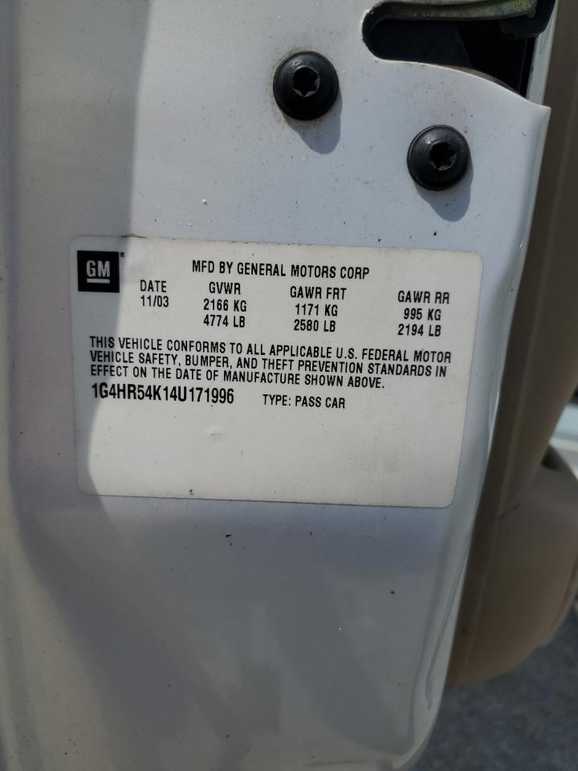 GM
MFD BY GENERAL MOTORS CORP
DATE GVWR GAWR FRT GAWR RR
11/03 2166 KG 1171 KG 995 KG
4774 LB 2580 LB 2194 LB
THIS VEHICLE CONFORMS TO ALL APPLICABLE U.S. FEDERAL MOTOR
VEHICLE SAFETY, BUMPER, AND THEFT PREVENTION STANDARDS IN
EFFECT ON THE DATE OF MANUFACTURE SHOWN ABOVE.
1G4HR54K14U171996 TYPE: PASS CAR